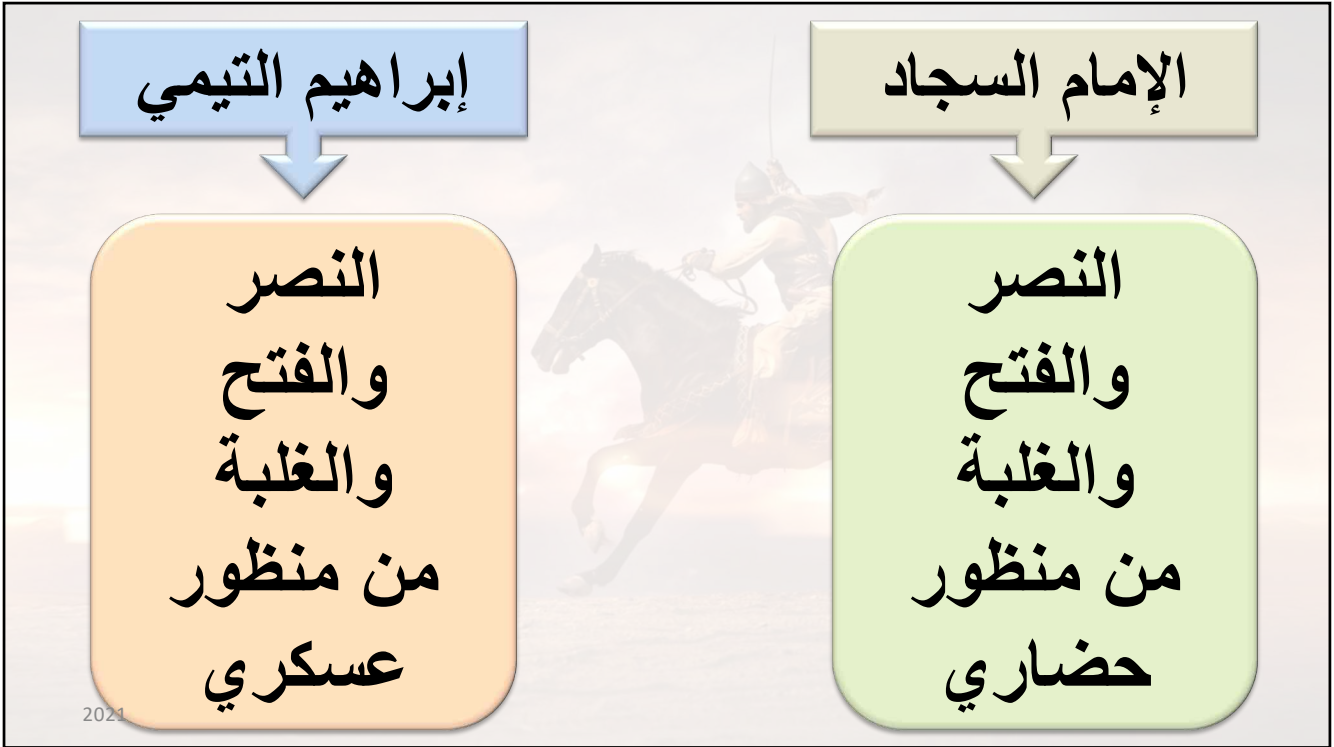 الإمام السجاد
النصر
والفتح
والغلبة
من منظور
حضاري
إبراهيم التيمي
النصر
والفتح
والغلبة
من منظور
عسكري
2021